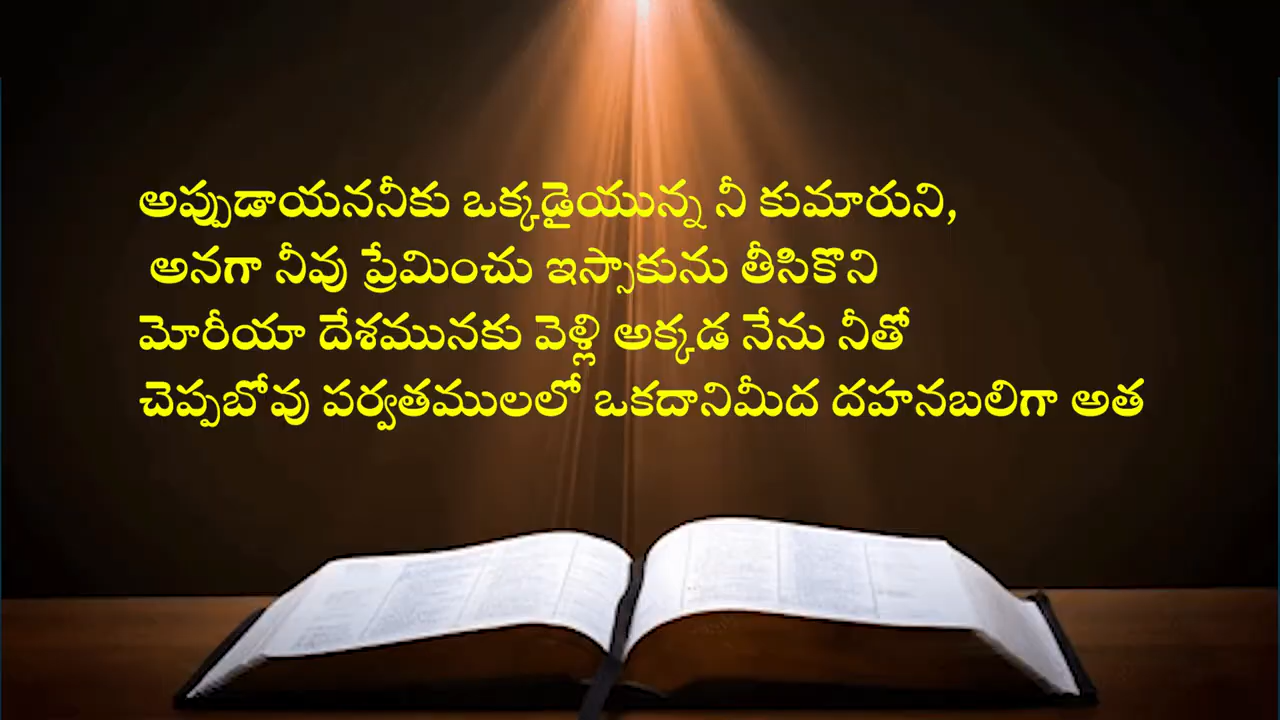 అప్పుడాయననీకు ఒక్కడైయున్న నీ కుమారుని,
అనగా నీవు ప్రేమించు ఇస్సాకును తీసికొని
మోరీయా దేశమునకు వెళ్లి అక్కడ నేను నీతో
చెప్పబోవు పర్వతములలో ఒకదానిమీద దహనబలిగా అత